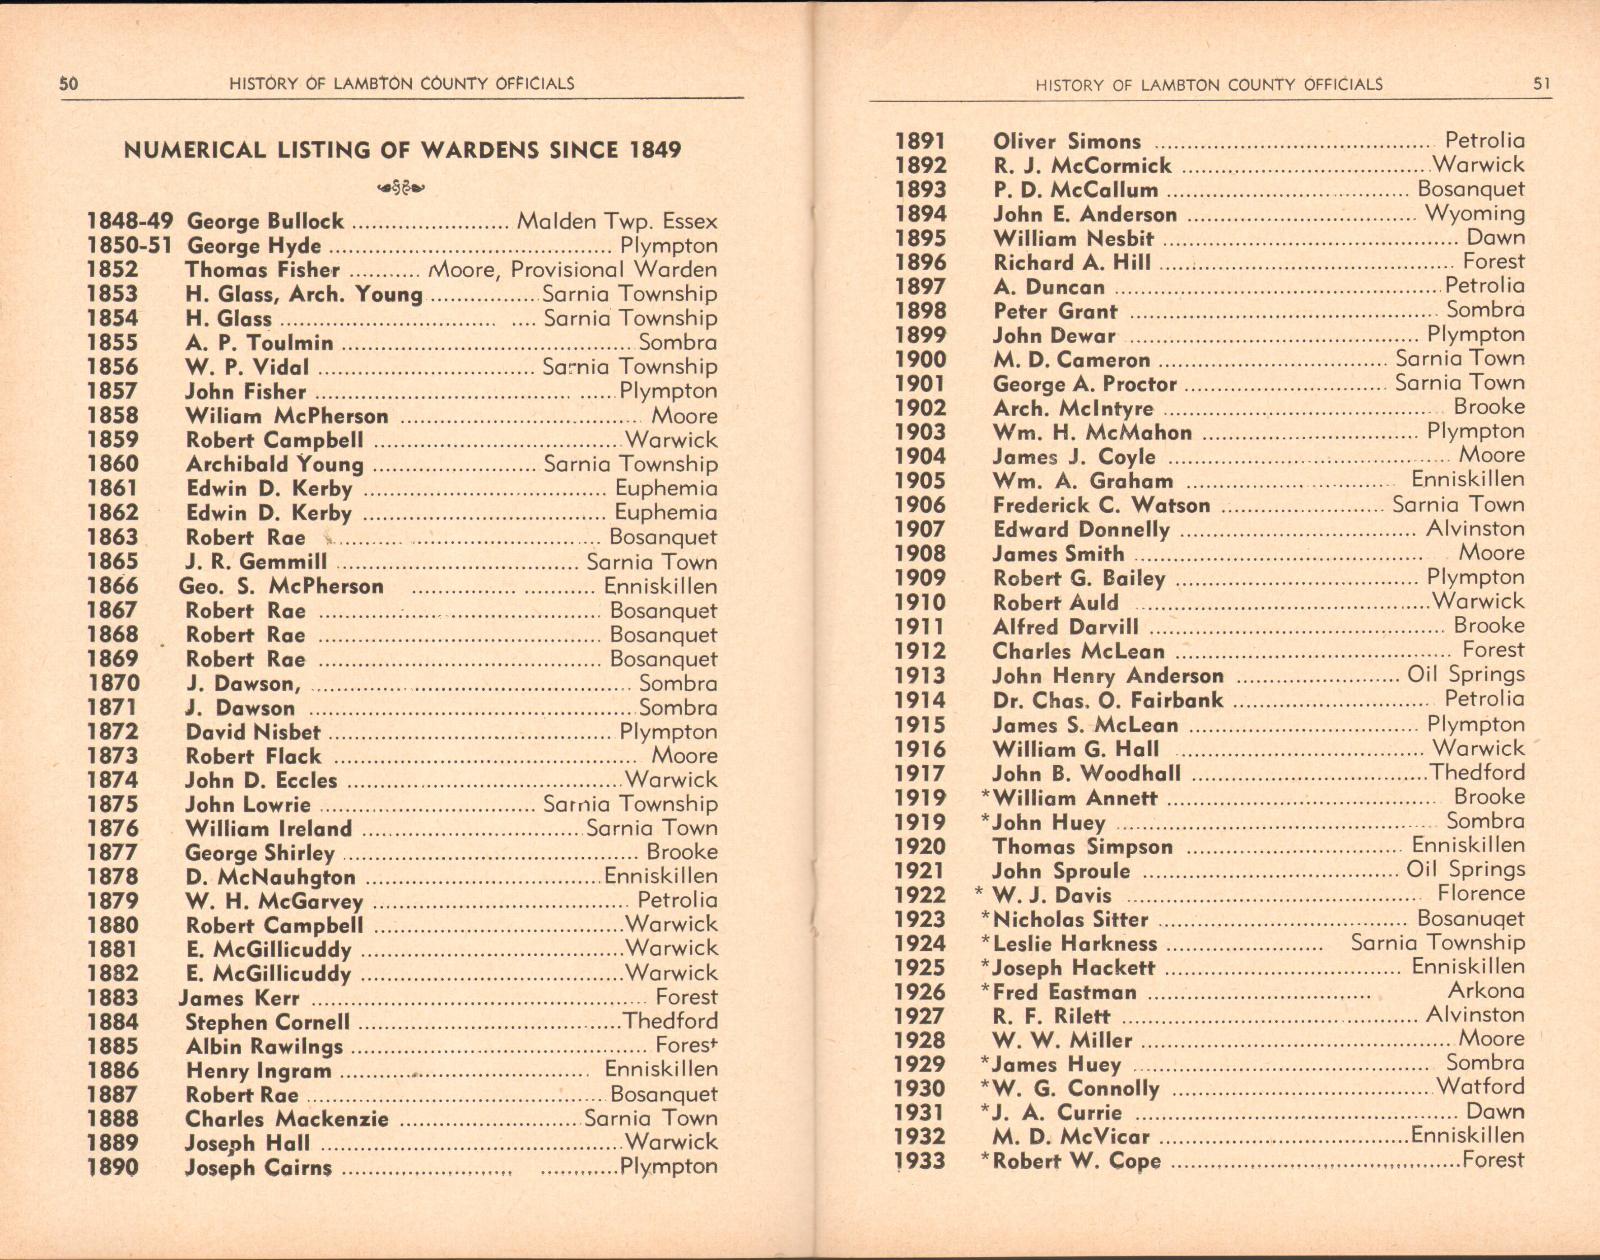 50 HISTORY OF LAMBTON COUNTY OFFICIALS
NUMERICAL LISTING OF WARDENS SINCE 1849
1848-49 George Bullock ........................ Malden Twp. Essex
1850-51 George Hyde ........................ Plympton
1852 Thomas Fisher ........... Moore, Provisional Warden
1853 H. Glass, Arch. Young ................. Sarnia Township
1854 H. Glass ........................ Sarnia Township
1855 A. P. Toulmin ........................ Sombra
1856 W. P. Vidal ........................ Sarnia Township
1857 John Fisher ........................ Plympton
1858 Wiliam McPherson ........................ Moore
1859 Robert Campbell ........................ Warwick
1860 Archibald Young ........................ Sarnia Township
1861 Edwin D. Kerby ........................ Euphemia
1862 Edwin D. Kerby ........................ Euphemia
1863 Robert Rae ........................ Bosanquet
1865 J. R. Gemmill ........................ Sarnia Town
1866 Geo. S. McPherson ........................ Enniskillen
1867 Robert Rae ........................ Bosanquet
1868 Robert Rae ........................ Bosanquet
1869 Robert Rae ........................ Bosanquet
1870 J. Dawson, ........................ Sombra
1871 J. Dawson ........................ Sombra
1872 David Nisbet ........................ Plympton
1873 Robert Flack ........................ Moore
1874 John D. Eccles ........................ Warwick
1875 John Lowrie ........................ Sarnia Township
1876 William Ireland ........................ Sarnia Town
1877 George Shirley ........................ Brooke
1878 D. McNauhgton ........................ Enniskillen
1879 W. H. McGarvey ........................ Petrolia
1880 Robert Campbell ........................ Warwick
1881 E. McGillicuddy ........................ Warwick
1882 E. McGillicuddy ........................ Warwick
1883 James Kerr ........................ Forest
1884 Stephen Cornell ........................ Thedford
1885 Albin Rawilngs ........................ Forest
1886 Henry Ingram ........................ Enniskillen
1887 Robert Rae ........................ Bosanquet
1888 Charles Mackenzie ........................ Sarnia Town
1889 Joseph Hall ........................ Warwick
1890 Joseph Cairns ........................ Plympton
HISTORY OF LAMBTON COUNTY OFFICIALS 51
1891 Oliver Simons ........................ Petrolia
1892 R. J. McCormick ........................ Warwick
1893 P. D. McCallum ........................ Bosanquet
1894 John E. Anderson ........................ Wyoming
1895 William Nesbit ........................ Dawn
1896 Richard A. Hill ........................ Forest
1897 A. Duncan ........................ Petrolia
1898 Peter Grant ........................ Sombra
1899 John Dewar ........................ Plympton
1900 M. D. Cameron ........................ Sarnia Town
1901 George A. Proctor ........................ Sarnia Town
1902 Arch. McIntyre ........................ Brooke
1903 Wm. H. McMahon ........................ Plympton
1904 James J. Coyle ........................ Moore
1905 Wm. A. Graham ........................ Enniskillen
1906 Frederick C. Watson ........................ Sarnia Town
1907 Edward Donnelly ........................ Alvinston
1908 James Smith ........................ Moore
1909 Robert G. Bailey ........................ Plympton
1910 Robert Auld ........................ Warwick
1911 Alfred Darvill ........................ Brooke
1912 Charles McLean ........................ Forest
1913 John Henry Anderson ........................ Oil Springs
1914 Dr. Chas. O. Fairbank ........................ Petrolia
1915 James S. McLean ........................ Plympton
1916 William G. Hall ........................ Warwick
1917 John B. Woodhall ........................ Thedford
1919 *William Annett ........................ Brooke
1919 *John Huey ........................ Sombra
1920 Thomas Simpson ........................ Enniskillen
1921 John Sproule ........................ Oil Springs
1922 * W. J. Davis ........................ Florence
1923 *Nicholas Sitter ........................ Bosanuqet
1924 *Leslie Harkness ........................ Sarnia Township
1925 *Joseph Hackett ........................ Enniskillen
1926 *Fred Eastman ........................ Arkona
1927 R. F. Rilett ........................ Alvinston
1928 W. W. Miller ........................ Moore
1929 *James Huey ........................ Sombra
1930 *W. G. Connolly ........................ Watford
1931 *J. A. Currie ........................ Dawn
1932 M. D. McVicar ........................ Enniskillen
1933 *Robert W. Cope ........................ Forest